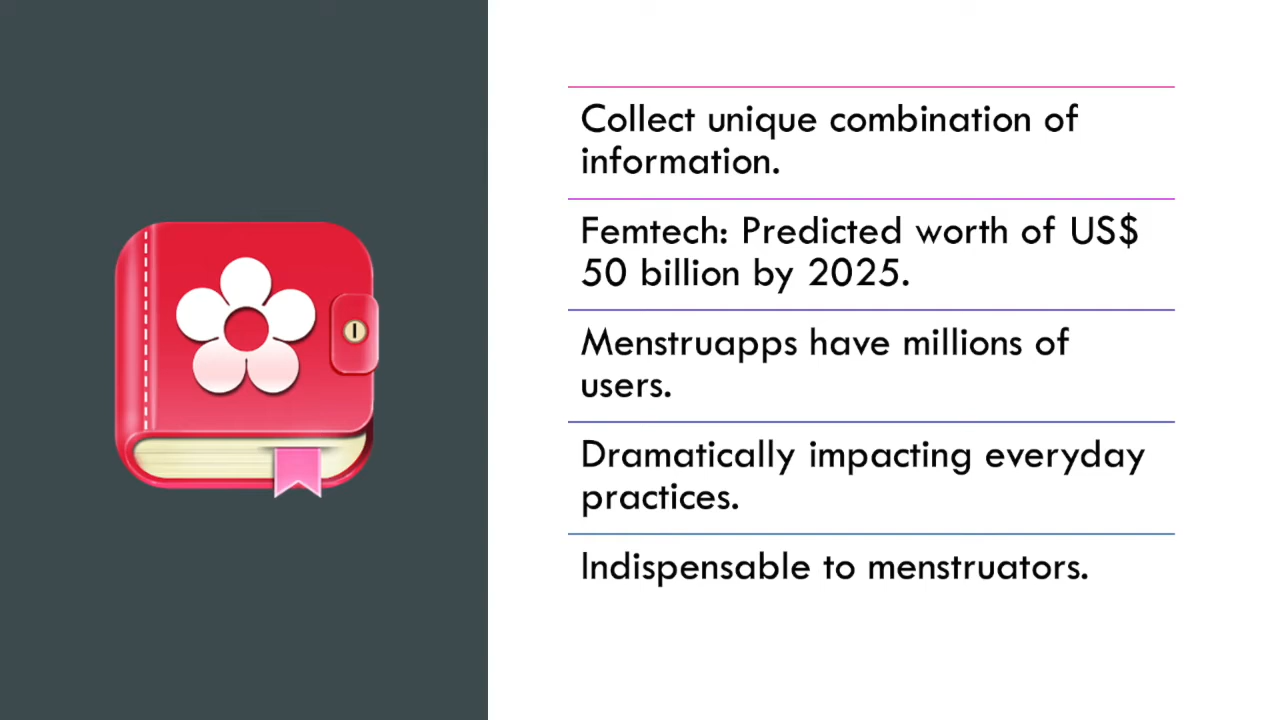 Collect unique combination of
information.
Femtech: Predicted worth of US$
50 billion by 2025.
Menstruapps have millions of
users.
Dramatically impacting everyday
practices.
Indispensable to menstruators.